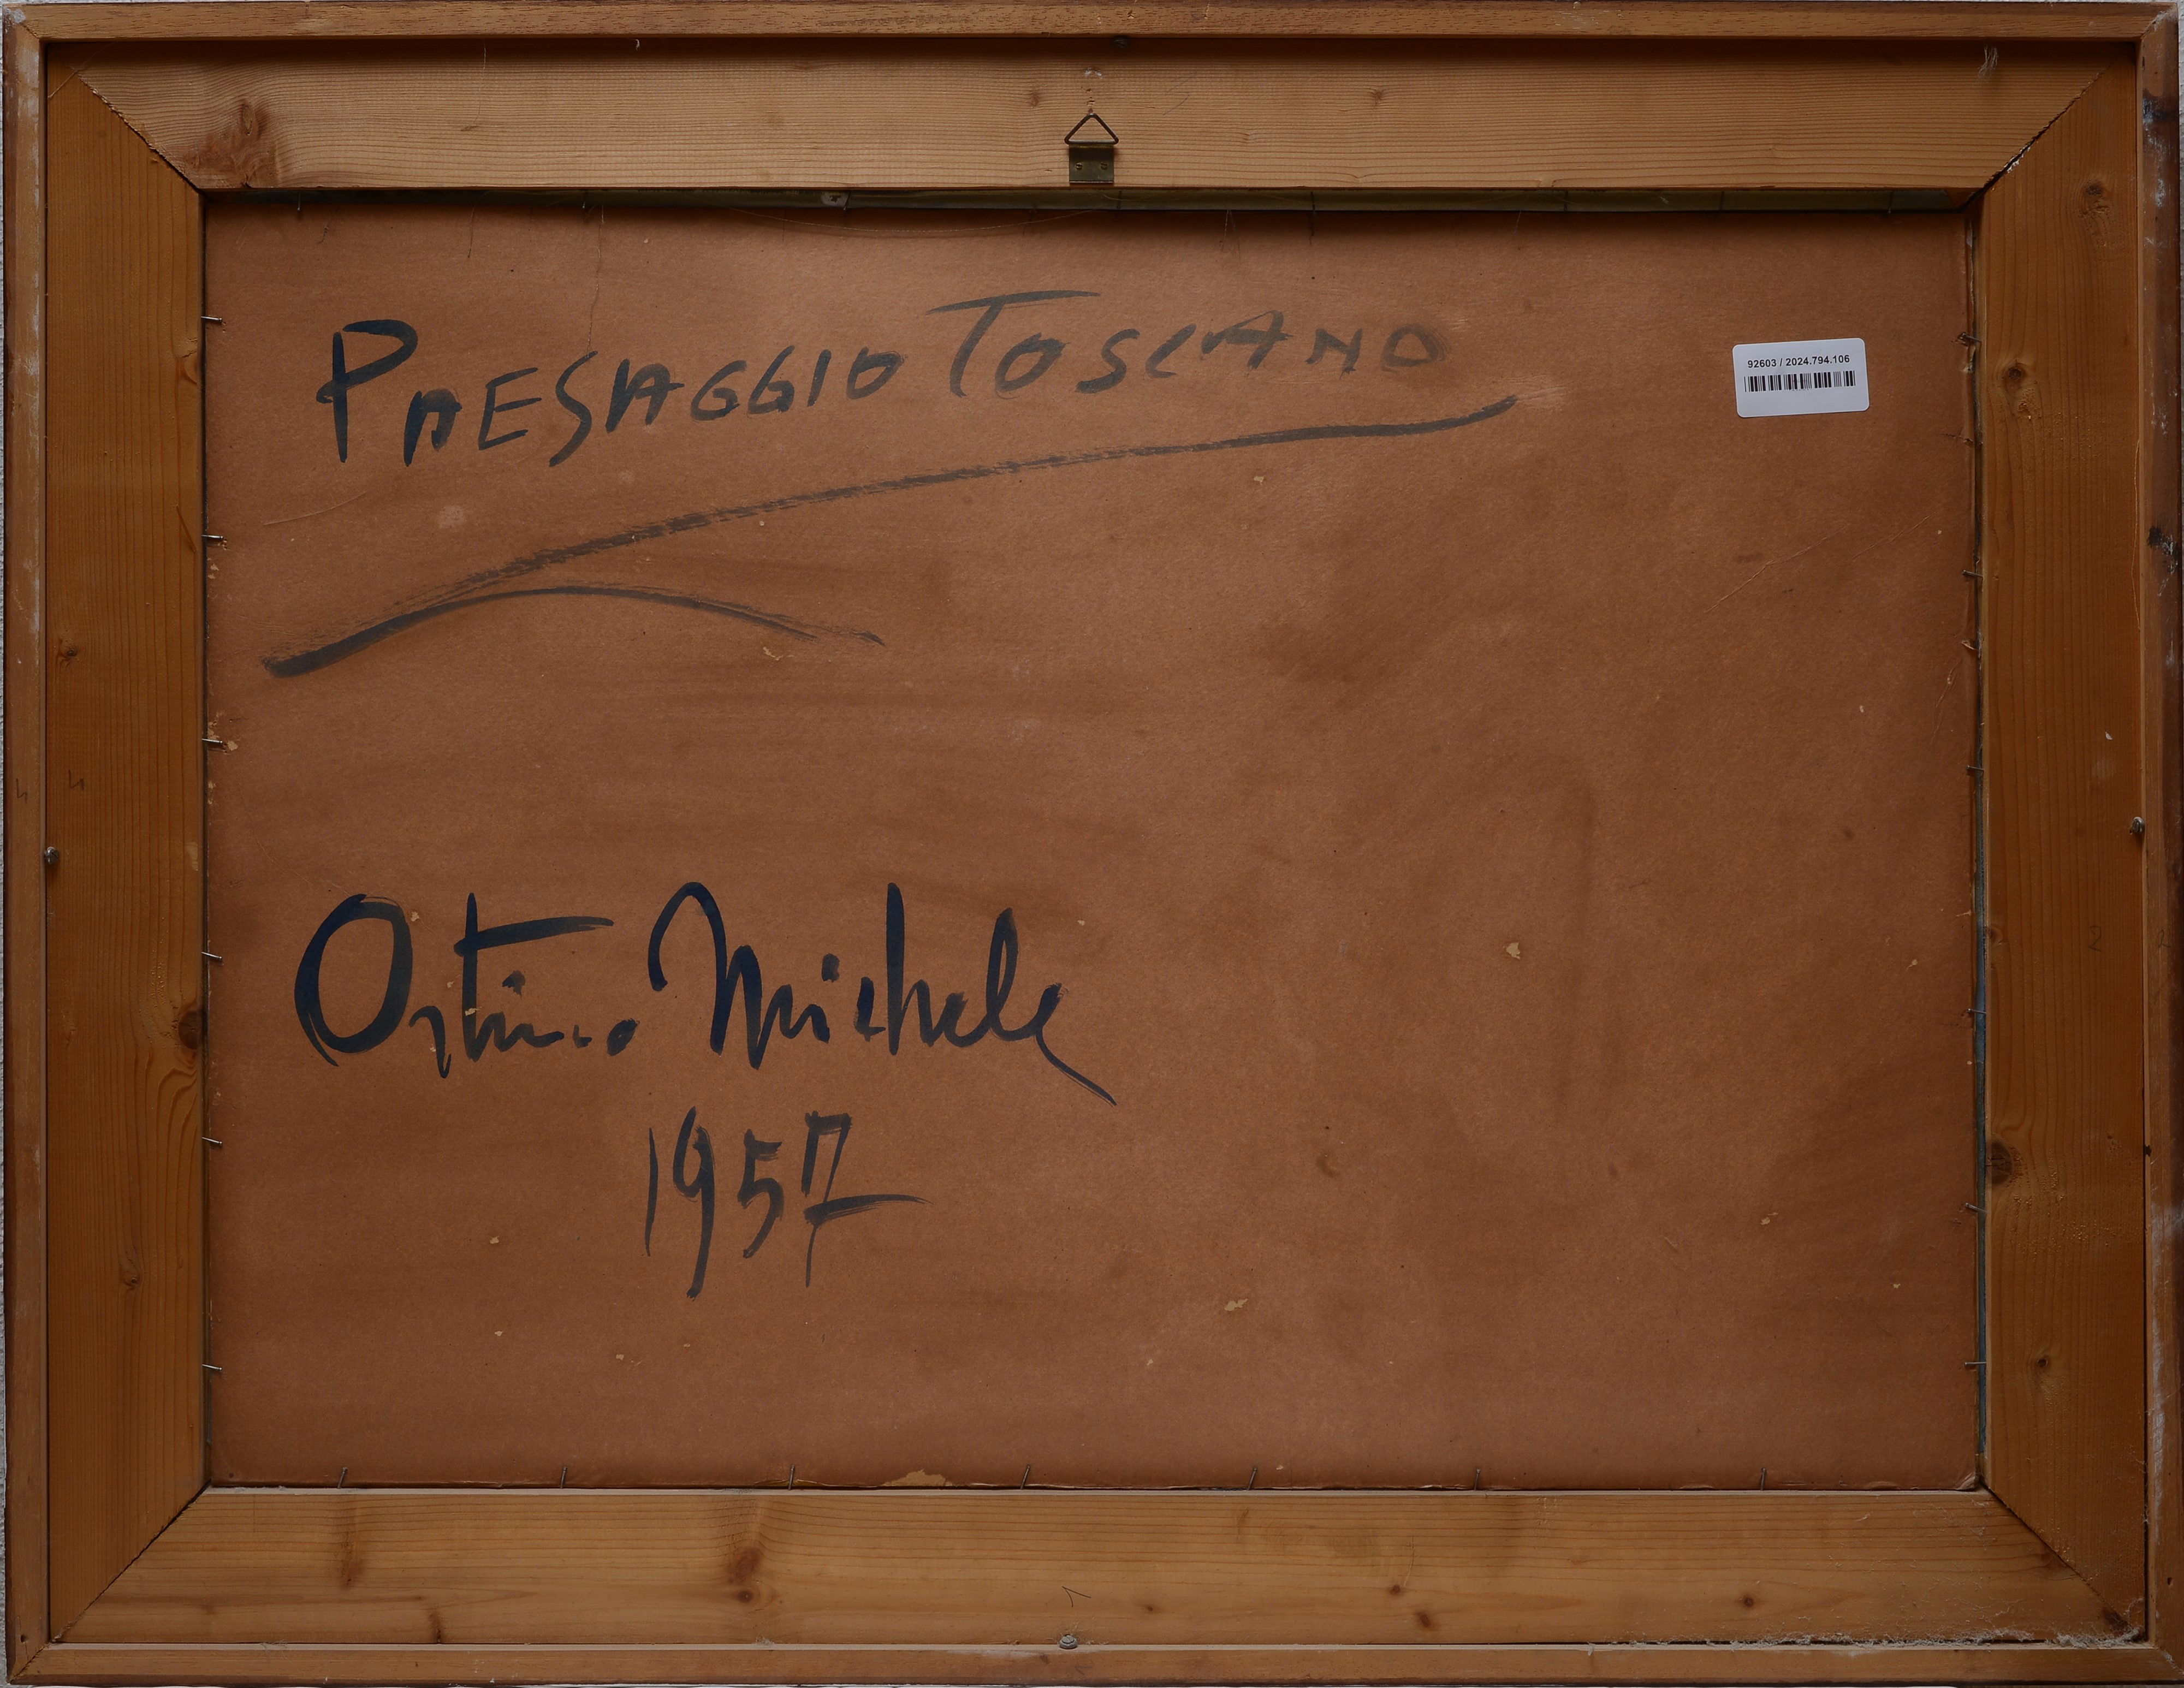 PAESAGGIO TOSCANO
92603 / 2024.794.106
Ortino Michele
1957